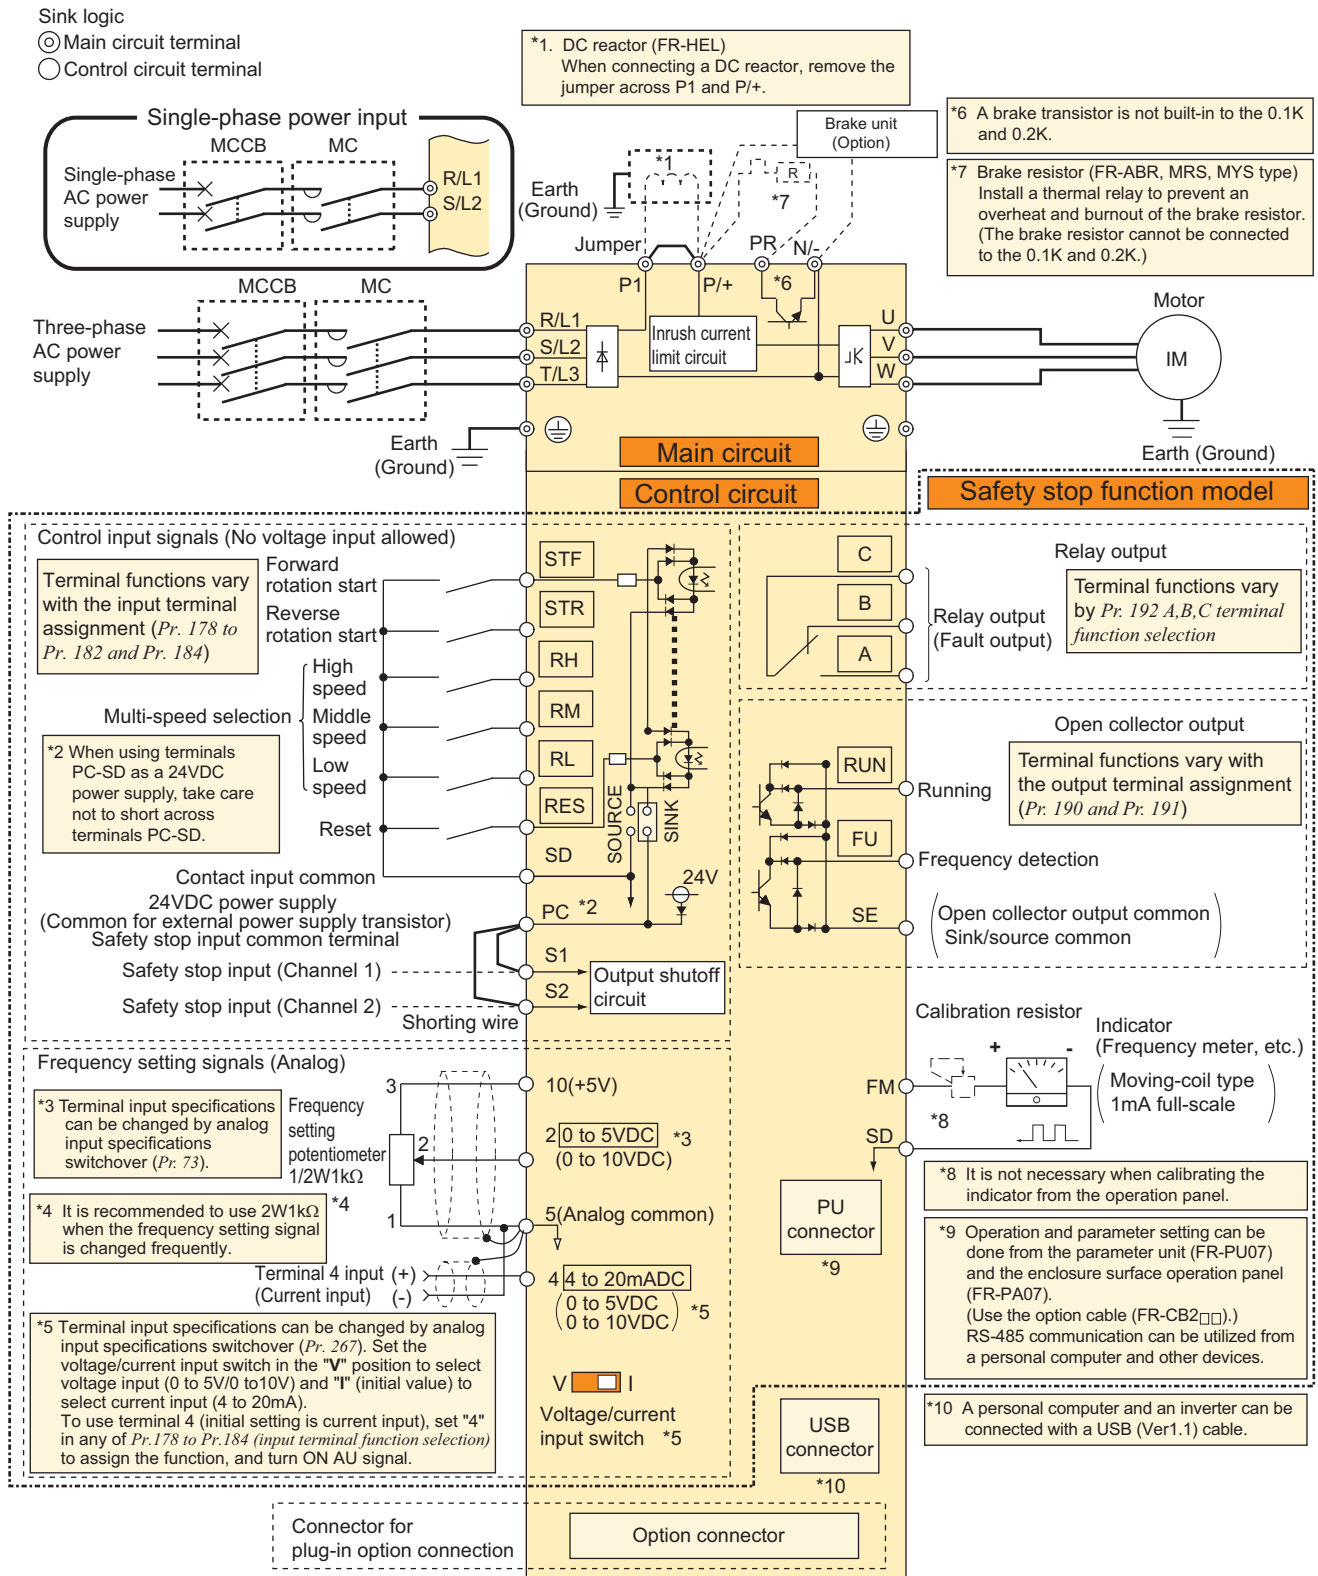 Sink logic
Main circuit terminal
Control circuit terminal
*1. DC reactor (FR-HEL)
When connecting a DC reactor, remove the
jumper across P1 and P/+.
*6 A brake transistor is not built-in to the 0.1K
and 0.2K.
*7 Brake resistor (FR-ABR, MRS, MYS type)
Install a thermal relay to prevent an
overheat and burnout of the brake resistor.
(The brake resistor cannot be connected
to the 0.1K and 0.2K.)
Single-phase power input
MCCB
MC
Single-phase
AC power
supply
R/L1
S/L2
Brake unit
(Option)
*1
R
*7
Earth
(Ground)
Jumper
PR
N/-
P1
P/+
*6
MCCB
MC
Three-phase
AC power
supply
R/L1
S/L2
T/L3
Inrush current
limit circuit
U
V
W
Motor
IM
Earth
(Ground)
Earth (Ground)
Main circuit
Control circuit
Safety stop function model
Control input signals (No voltage input allowed)
Terminal functions vary
with the input terminal
assignment (Pr. 178 to
Pr. 182 and Pr. 184)
Forward
rotation start
Reverse
rotation start
High
speed
Multi-speed selection
Middle
speed
Low
speed
Reset
*2 When using terminals
PC-SD as a 24VDC
power supply, take care
not to short across
terminals PC-SD.
Contact input common
24VDC power supply
(Common for external power supply transistor)
Safety stop input common terminal
Safety stop input (Channel 1)
Safety stop input (Channel 2)
Shorting wire
STF
STR
RH
RM
RL
RES
SD
SOURCE
SINK
24V
PC *2
S1
S2
Output shutoff
circuit
C
B
A
Relay output
Relay output
(Fault output)
Terminal functions vary
by Pr. 192 A,B,C terminal
function selection
Open collector output
Terminal functions vary with
the output terminal assignment
(Pr. 190 and Pr. 191)
RUN
Running
FU
Frequency detection
SE
Open collector output common
Sink/source common
Frequency setting signals (Analog)
*3 Terminal input specifications
can be changed by analog
input specifications
switchover (Pr. 73).
Frequency
setting
potentiometer
1/2W1kΩ
*4
3
2
1
*4 It is recommended to use 2W1kΩ
when the frequency setting signal
is changed frequently.
Terminal 4 input (+)
(Current input) (-)
10(+5V)
2 0 to 5VDC *3
(0 to 10VDC)
5(Analog common)
4 4 to 20mADC
0 to 5VDC
0 to 10VDC
*5
*5 Terminal input specifications can be changed by analog
input specifications switchover (Pr. 267). Set the
voltage/current input switch in the "V" position to select
voltage input (0 to 5V/0 to10V) and "I" (initial value) to
select current input (4 to 20mA).
To use terminal 4 (initial setting is current input), set "4"
in any of Pr.178 to Pr.184 (input terminal function selection)
to assign the function, and turn ON AU signal.
V I
Voltage/current
input switch *5
Calibration resistor
Indicator
(Frequency meter, etc.)
+
-
Moving-coil type
1mA full-scale
FM
*8
SD
*8 It is not necessary when calibrating the
indicator from the operation panel.
PU
connector
*9
*9 Operation and parameter setting can be
done from the parameter unit (FR-PU07)
and the enclosure surface operation panel
(FR-PA07).
(Use the option cable (FR-CB2□□).)
RS-485 communication can be utilized from
a personal computer and other devices.
USB
connector
*10
*10 A personal computer and an inverter can be
connected with a USB (Ver1.1) cable.
Connector for
plug-in option connection
Option connector